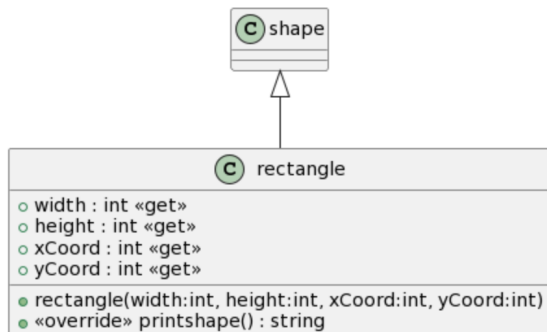 C shape
C rectangle
width : int «get»
height : int «get»
xCoord : int «get»
yCoord : int «get»
rectangle(width:int, height:int, xCoord:int, yCoord:int)
«override» printshape() : string